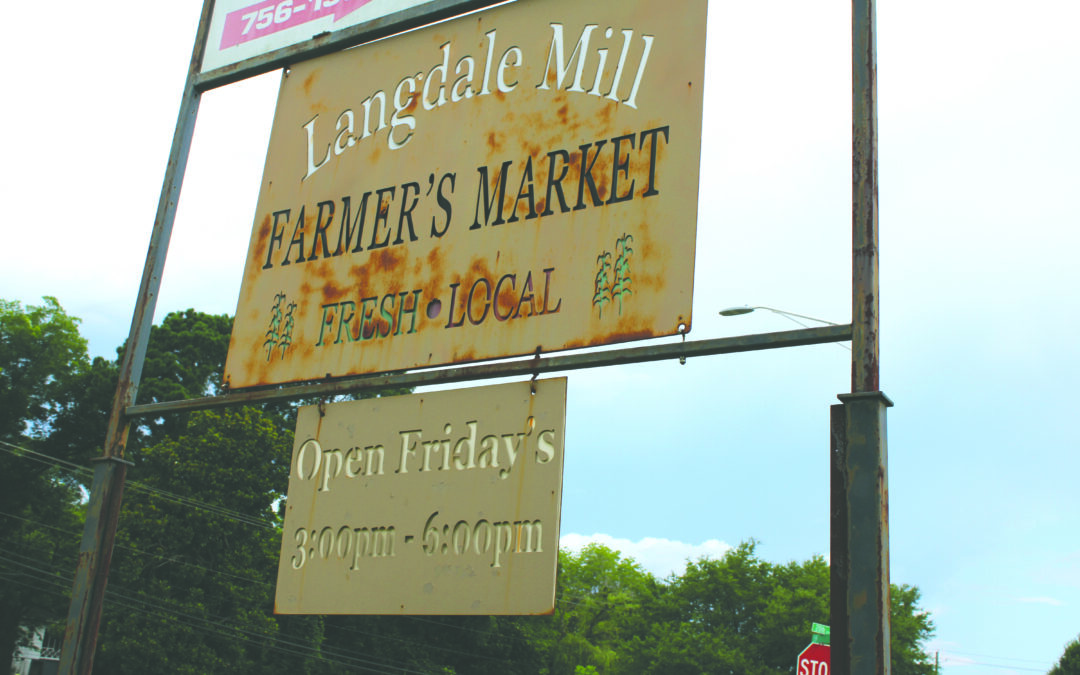 Langdale Mill
FARMER'S MARKET
FRESH • LOCAL
Open Friday's
3:00pm - 6:00pm